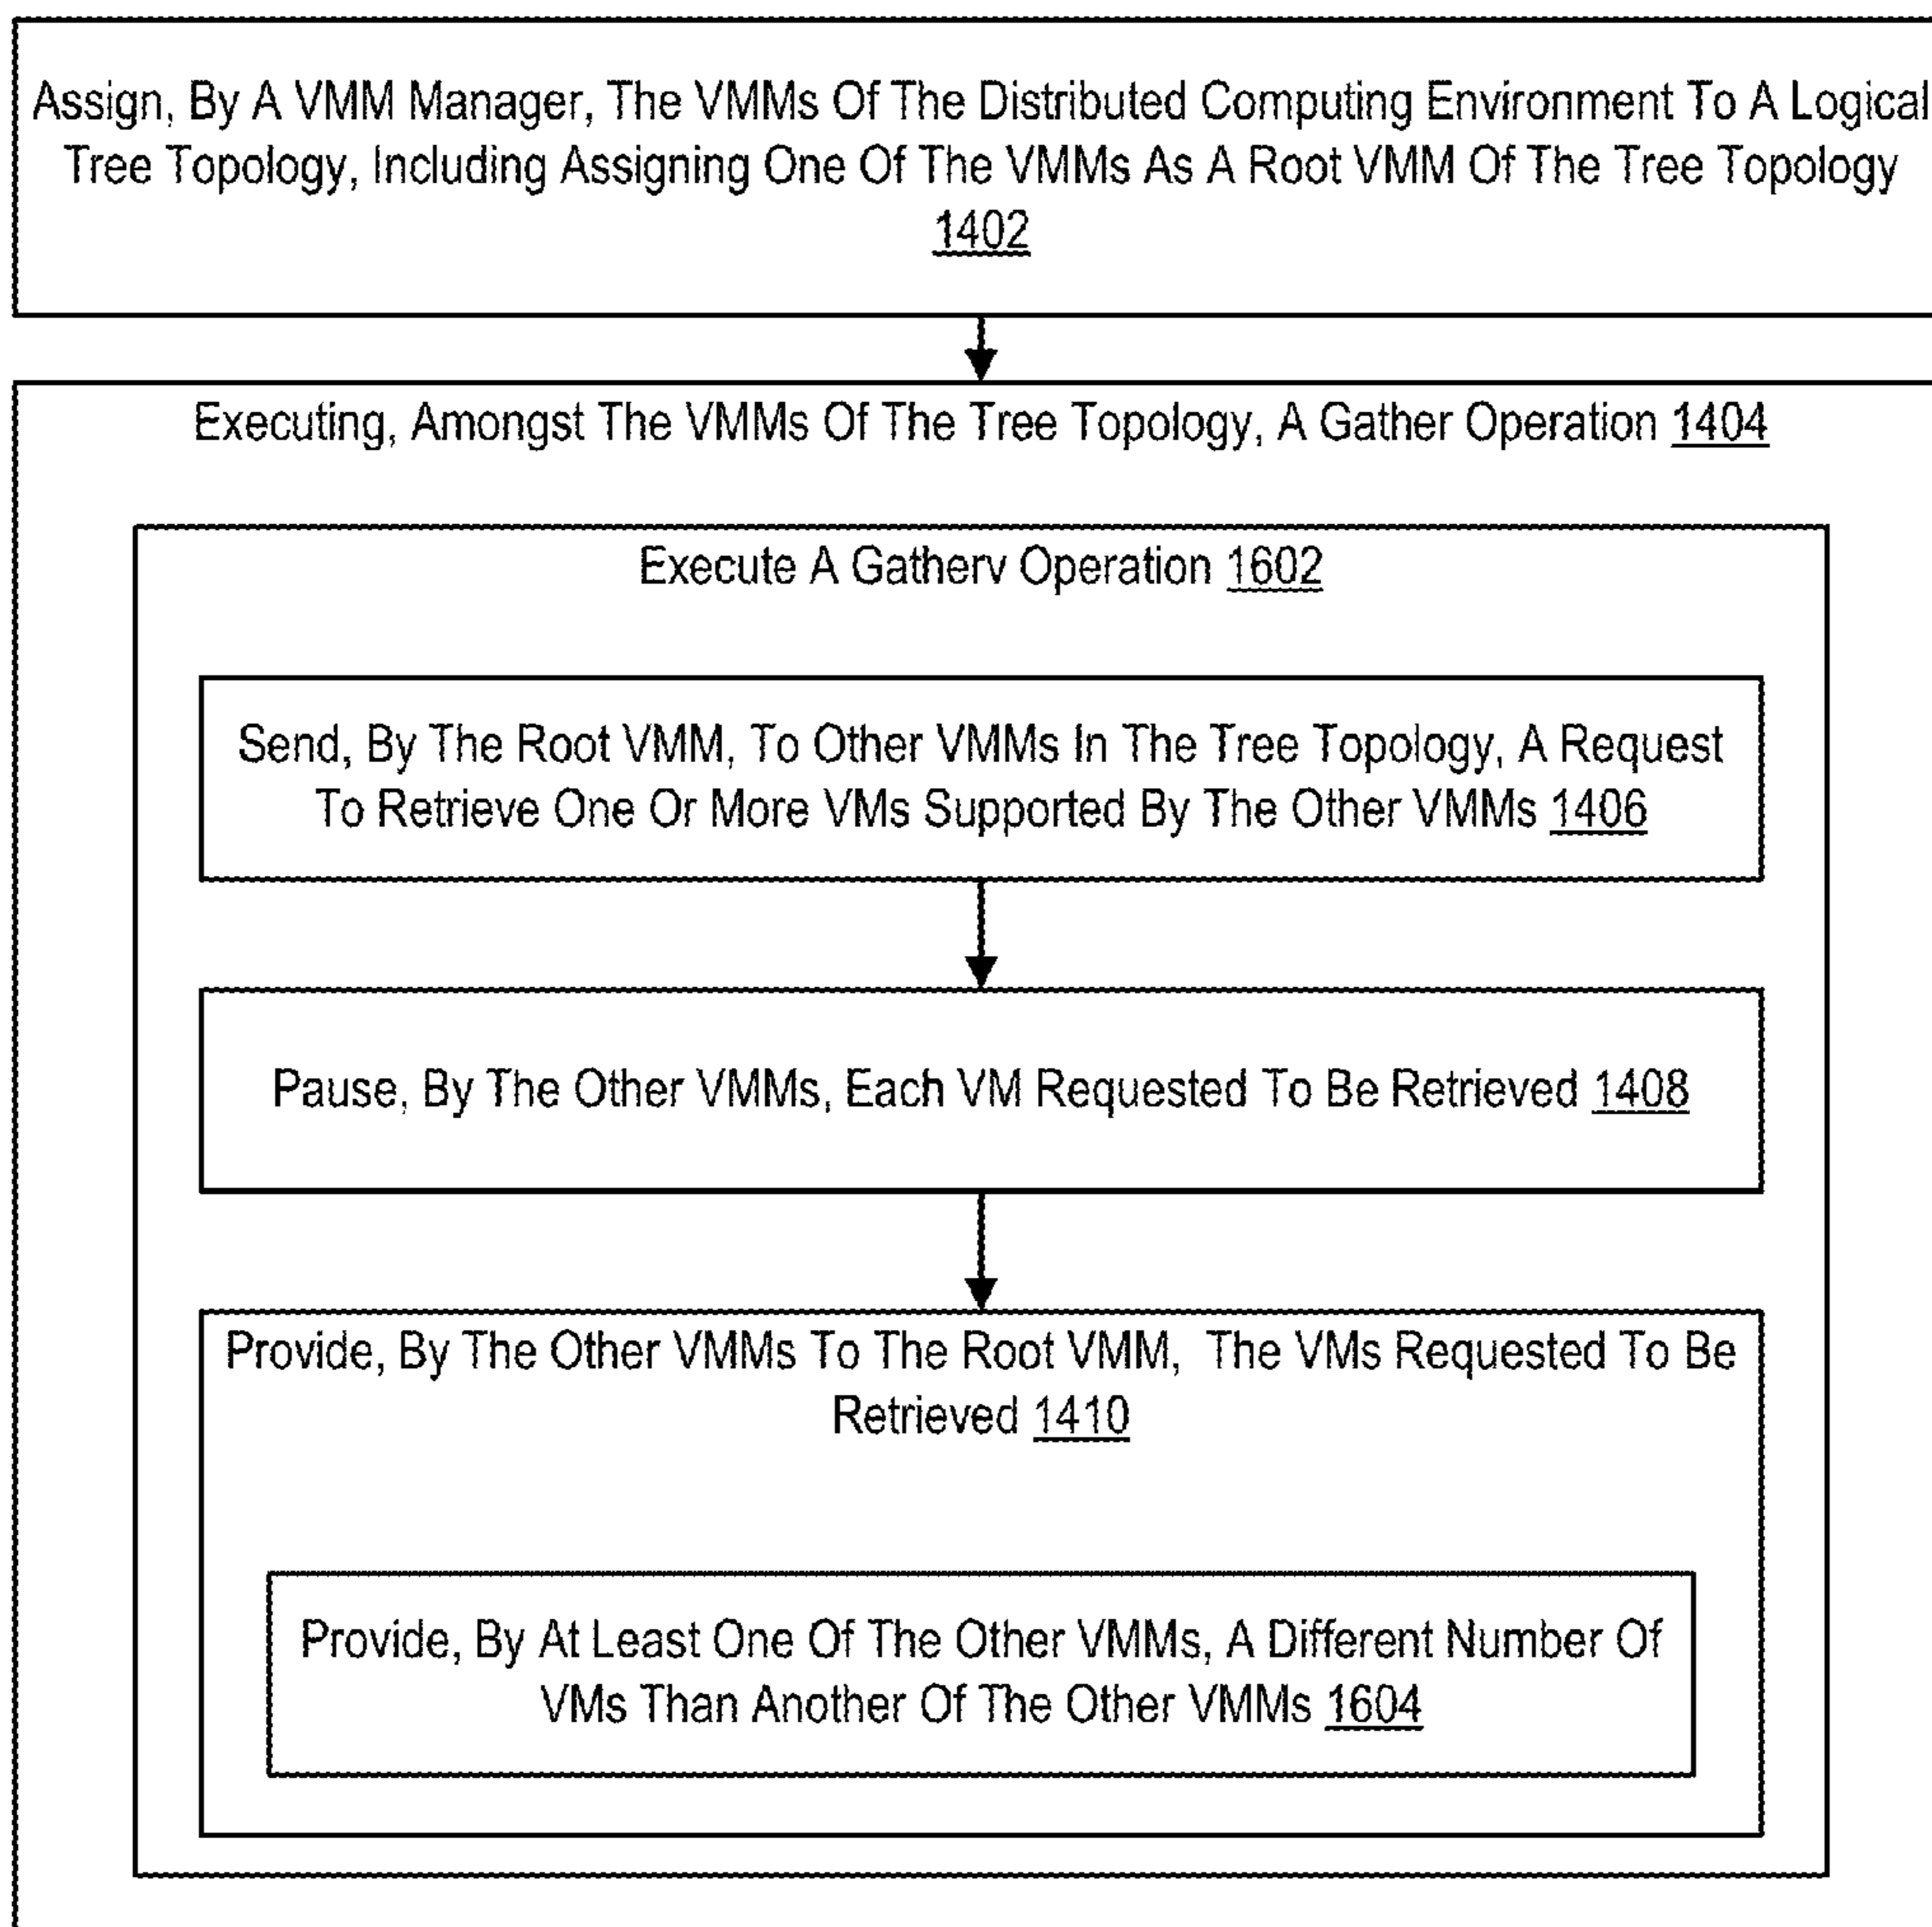 Assign, By A VMM Manager, The VMMs Of The Distributed Computing Environment To A Logical
Tree Topology, Including Assigning One Of The VMMs As A Root VMM Of The Tree Topology
1402
Executing, Amongst The VMMs Of The Tree Topology, A Gather Operation 1404
Execute A Gatherv Operation 1602
Send, By The Root VMM, To Other VMMs In The Tree Topology, A Request
To Retrieve One Or More VMs Supported By The Other VMMs 1406
Pause, By The Other VMMs, Each VM Requested To Be Retrieved 1408
Provide, By The Other VMMs To The Root VMM, The VMs Requested To Be
Retrieved 1410
Provide, By At Least One Of The Other VMMs, A Different Number Of
VMs Than Another Of The Other VMMs 1604